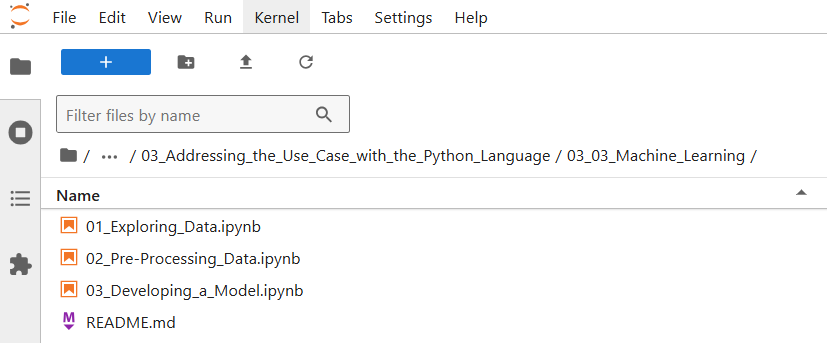 File Edit View Run Kernel Tabs Settings Help
+
Filter files by name
/ ... / 03_Addressing_the_Use_Case_with_the_Python_Language / 03_03_Machine_Learning /
Name
01_Exploring_Data.ipynb
02_Pre-Processing_Data.ipynb
03_Developing_a_Model.ipynb
M README.md